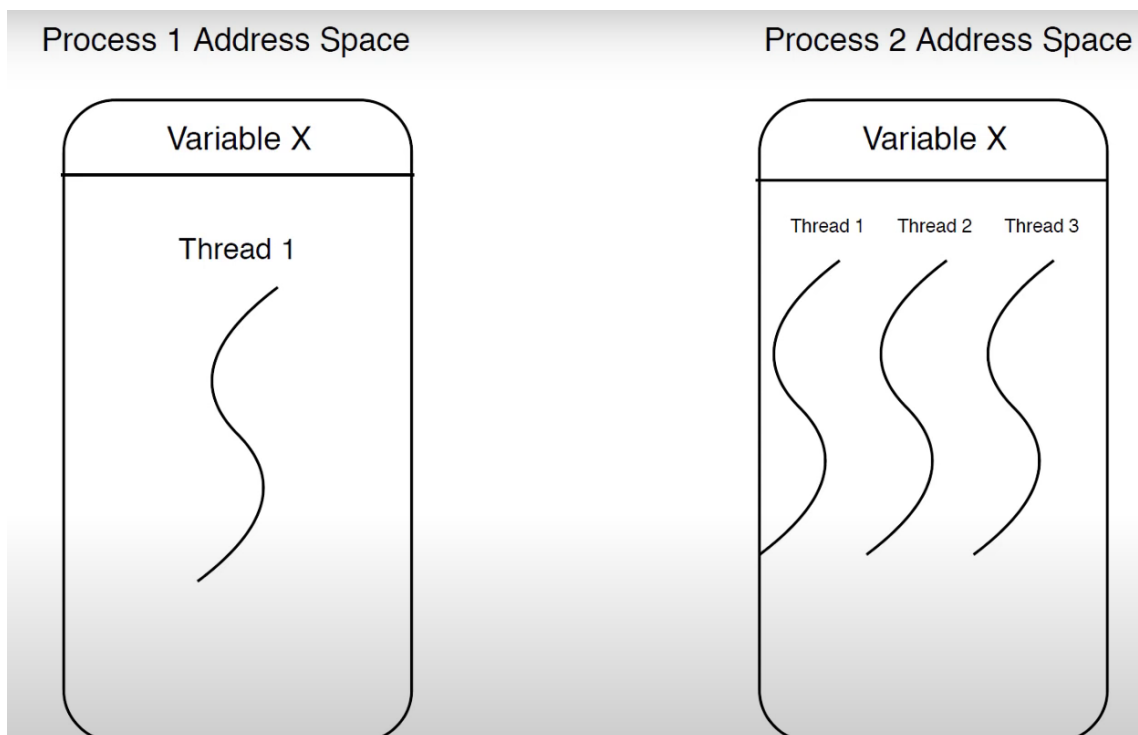 Process 1 Address Space
Variable X
Thread 1
Process 2 Address Space
Variable X
Thread 1
Thread 2
Thread 3